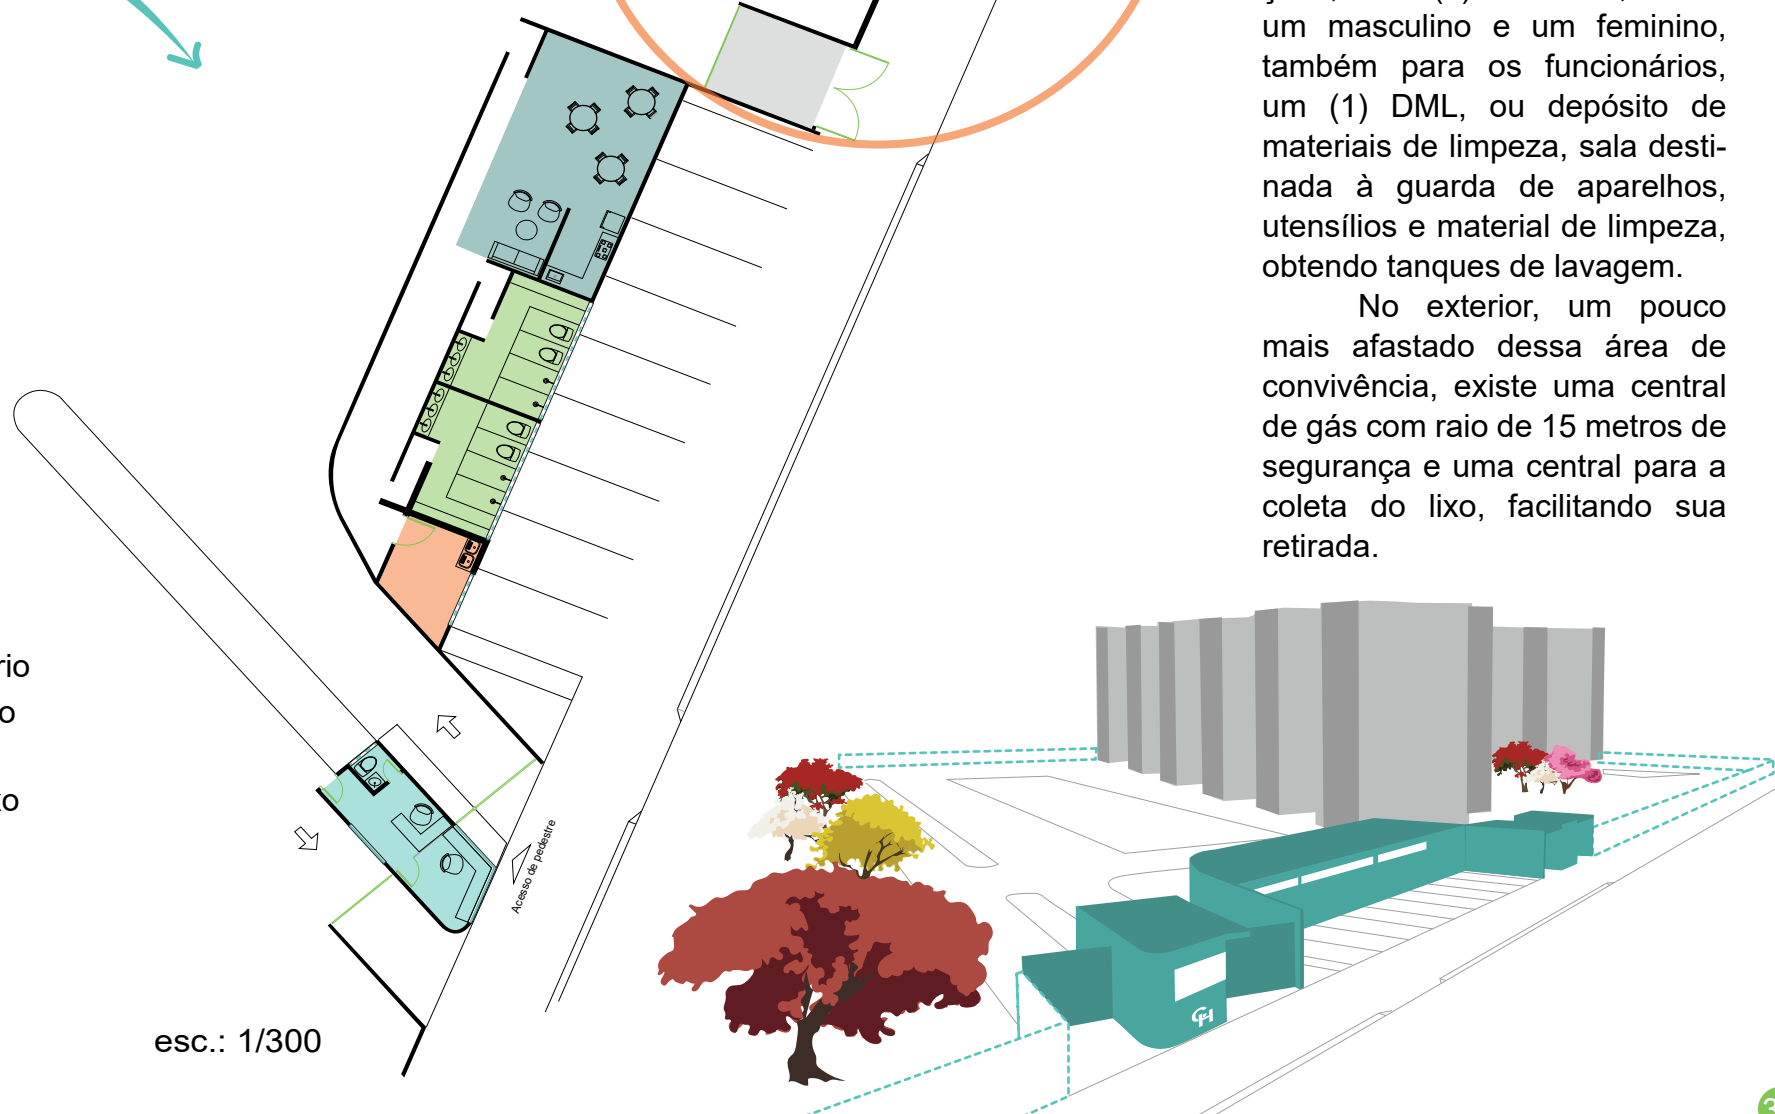 um masculino e um feminino,
também para os funcionários,
um (1) DML, ou depósito de
materiais de limpeza, sala desti-
nada à guarda de aparelhos,
utensílios e material de limpeza,
obtendo tanques de lavagem.
No exterior, um pouco
mais afastado dessa área de
convivência, existe uma central
de gás com raio de 15 metros de
segurança e uma central para a
coleta do lixo, facilitando sua
retirada.
Acesso de pedestre
esc.: 1/300